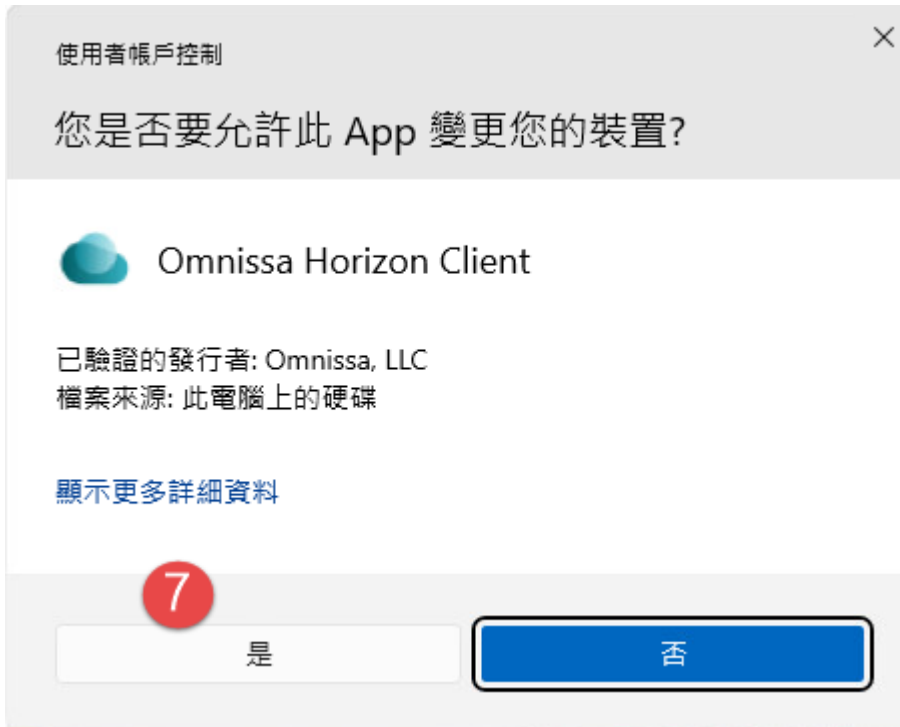 使用者帳戶控制
您是否要允許此 App 變更您的裝置?
Omnissa Horizon Client
已驗證的發行者: Omnissa, LLC
檔案來源: 此電腦上的硬碟
顯示更多詳細資料
7
是 否